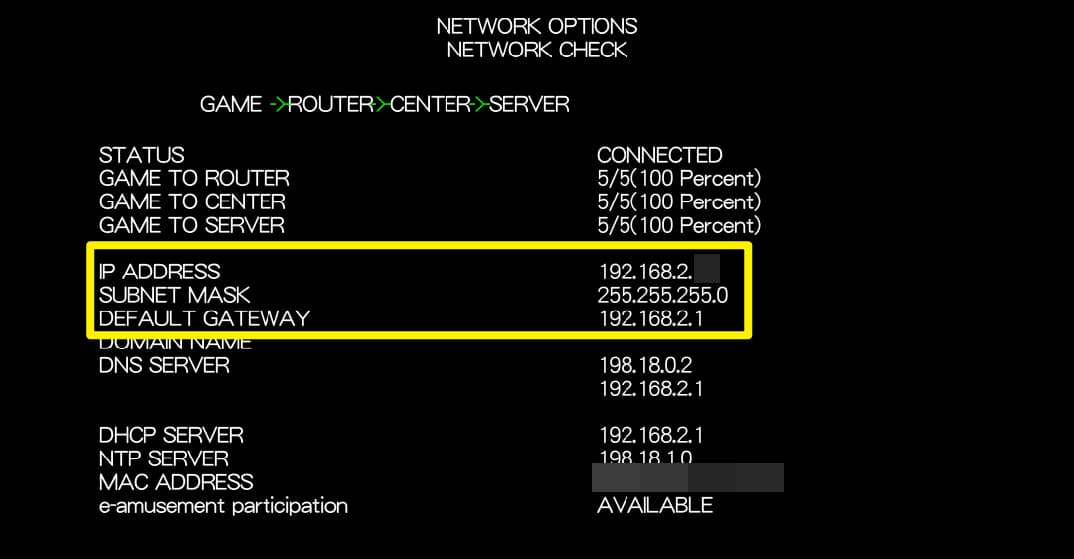 NETWORK OPTIONS
NETWORK CHECK
GAME ->ROUTER->CENTER->SERVER
STATUS CONNECTED
GAME TO ROUTER 5/5(100 Percent)
GAME TO CENTER 5/5(100 Percent)
GAME TO SERVER 5/5(100 Percent)
IP ADDRESS 192.168.2.
SUBNET MASK 255.255.255.0
DEFAULT GATEWAY 192.168.2.1
DOMAIN NAME
DNS SERVER 198.18.0.2
192.168.2.1
DHCP SERVER 192.168.2.1
NTP SERVER 198.18.1.0
MAC ADDRESS
e-amusement participation AVAILABLE